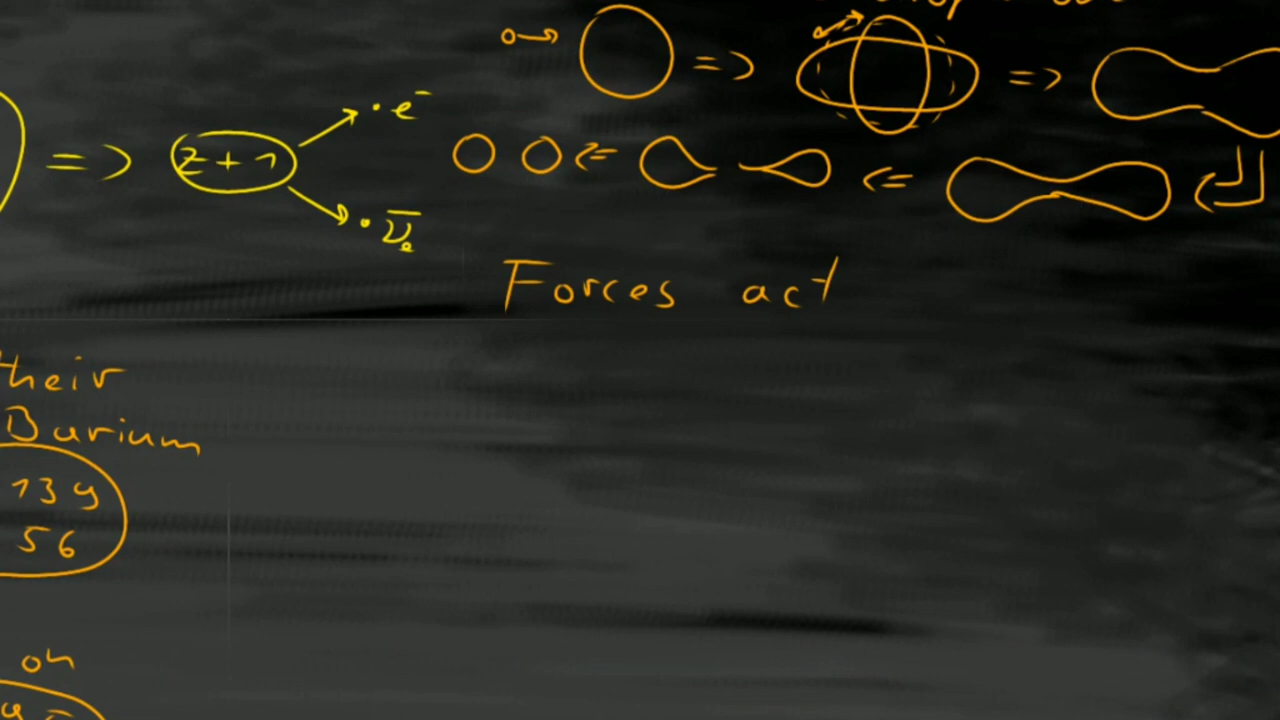 => Z + 1
e⁻
ν̄ₑ
=> =>
<= <=
Forces act
their
Barium
139
56
on